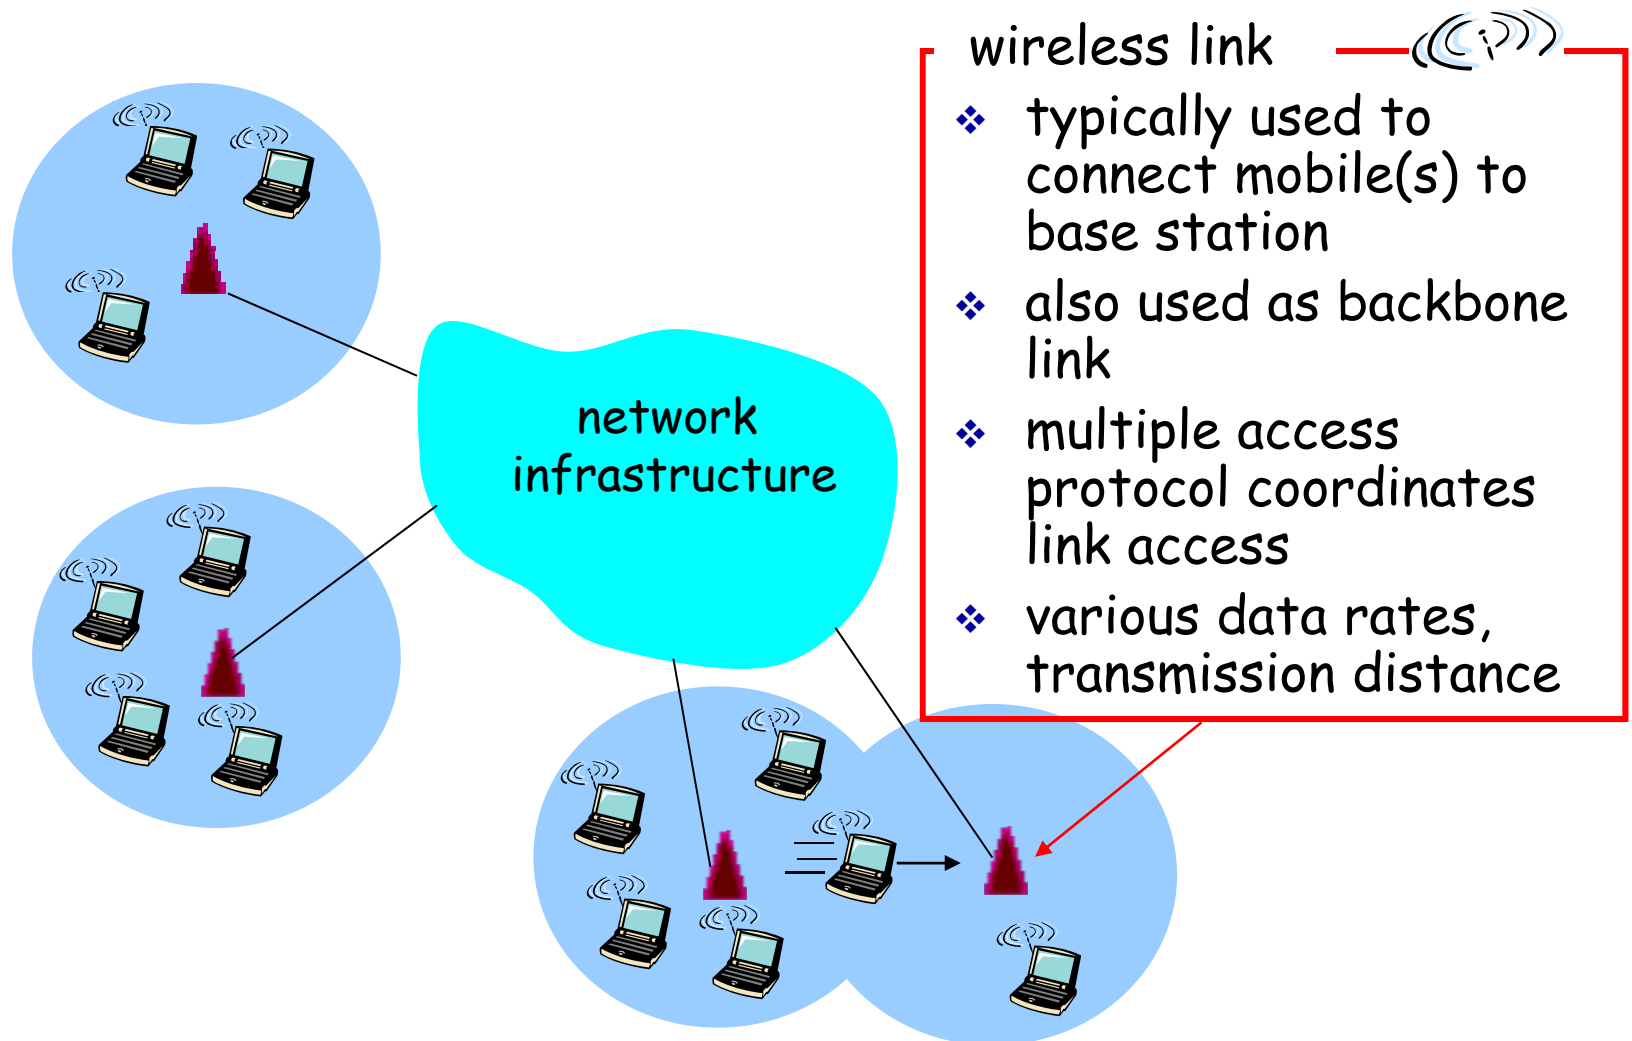 wireless link
typically used to
connect mobile(s) to
base station
also used as backbone
link
multiple access
protocol coordinates
link access
various data rates,
transmission distance
network
infrastructure